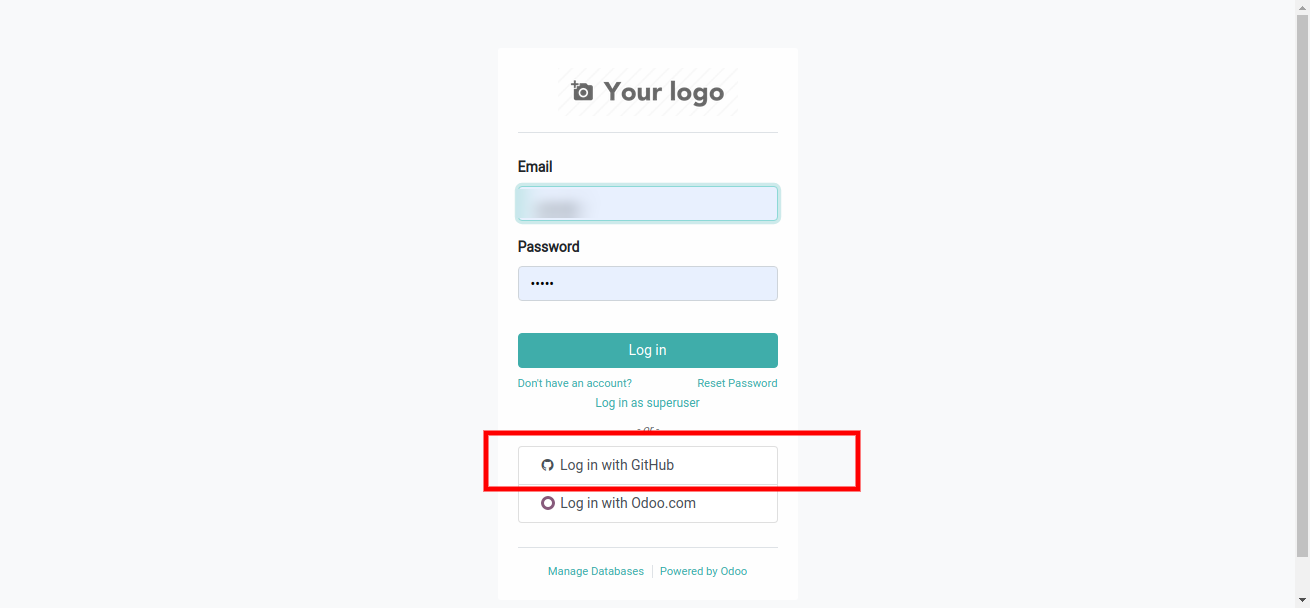 Your logo
Email
Password
•••••
Log in
Don't have an account? Reset Password
Log in as superuser
- or -
Log in with GitHub
Log in with Odoo.com
Manage Databases Powered by Odoo